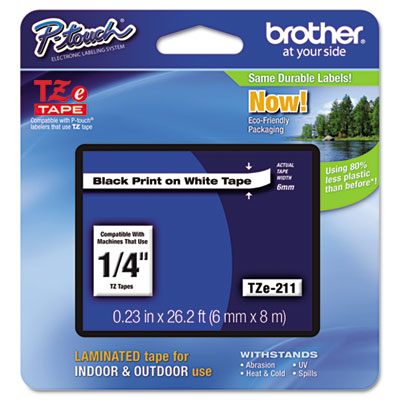 P-touch
ELECTRONIC LABELING SYSTEM
brother
at your side
TZe
TAPE
Compatible with P-touch®
labelers that use TZ tape
Same Durable Labels!
Now!
Eco-Friendly
Packaging
Using 80%
less plastic
than before*!
Black Print on White Tape
ACTUAL
TAPE
WIDTH
6mm
Compatible With
Machines That Use
1/4"
TZ Tapes
TZe-211
0.23 in x 26.2 ft (6 mm x 8 m)
LAMINATED tape for
INDOOR & OUTDOOR use
WITHSTANDS
• Abrasion • UV
• Heat & Cold • Spills